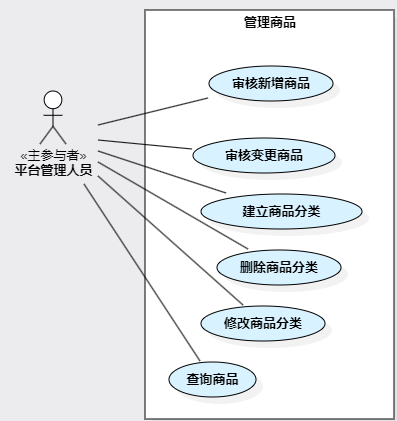 管理商品
审核新增商品
«主参与者»
平台管理人员
审核变更商品
建立商品分类
删除商品分类
修改商品分类
查询商品